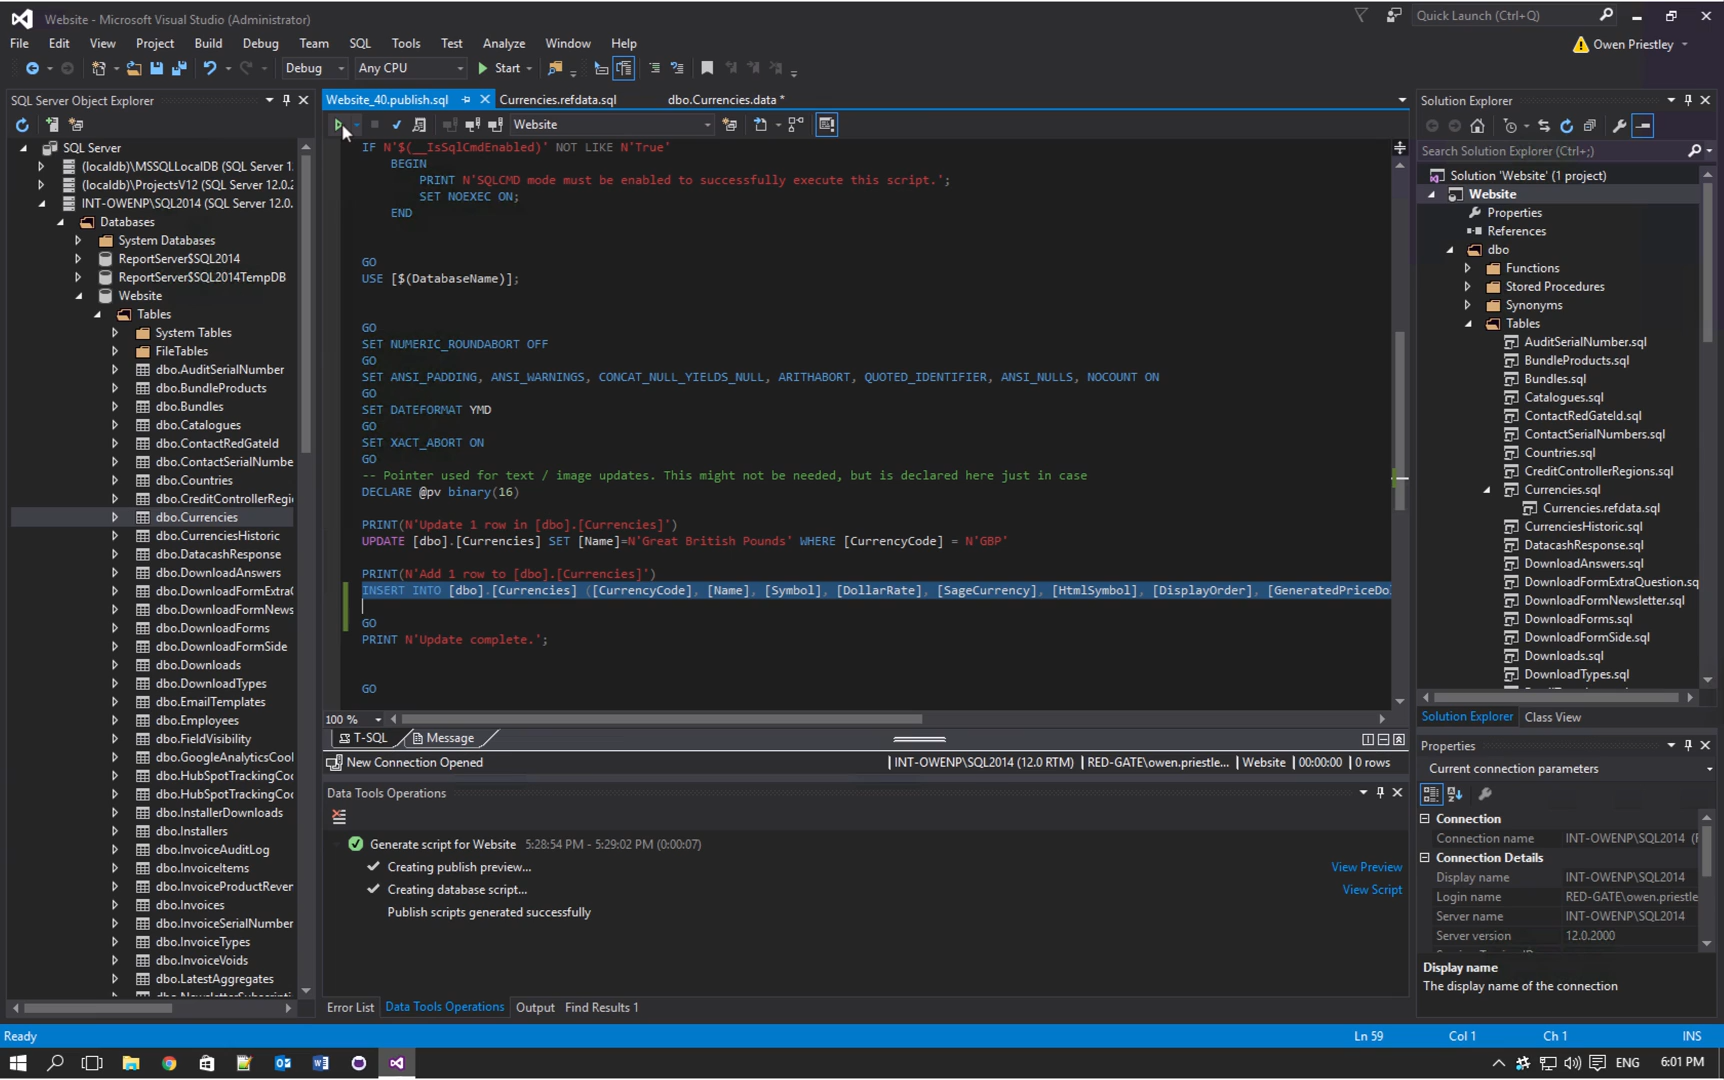 Website - Microsoft Visual Studio (Administrator)
Quick Launch (Ctrl+Q)
File Edit View Project Build Debug Team SQL Tools Test Analyze Window Help
Owen Priestley
Debug Any CPU Start
SQL Server Object Explorer
Website_40.publish.sql Currencies.refdata.sql dbo.Currencies.data *
Solution Explorer
Website
Search Solution Explorer (Ctrl+;)
SQL Server
(localdb)\MSSQLLocalDB (SQL Server 1
(localdb)\ProjectsV12 (SQL Server 12.0.2
INT-OWENP\SQL2014 (SQL Server 12.0.
Databases
System Databases
ReportServer$SQL2014
ReportServer$SQL2014TempDB
Website
Tables
System Tables
FileTables
dbo.AuditSerialNumber
dbo.BundleProducts
dbo.Bundles
dbo.Catalogues
dbo.ContactRedGateId
dbo.ContactSerialNumbe
dbo.Countries
dbo.CreditControllerRegi
dbo.Currencies
dbo.CurrenciesHistoric
dbo.DatacashResponse
dbo.DownloadAnswers
dbo.DownloadFormExtra
dbo.DownloadFormNews
dbo.DownloadForms
dbo.DownloadFormSide
dbo.Downloads
dbo.DownloadTypes
dbo.EmailTemplates
dbo.Employees
dbo.FieldVisibility
dbo.GoogleAnalyticsCool
dbo.HubSpotTrackingCoo
dbo.HubSpotTrackingCoo
dbo.InstallerDownloads
dbo.Installers
dbo.InvoiceAuditLog
dbo.InvoiceItems
dbo.InvoiceProductRever
dbo.Invoices
dbo.InvoiceSerialNumber
dbo.InvoiceTypes
dbo.InvoiceVoids
dbo.LatestAggregates
IF N'$(__IsSqlCmdEnabled)' NOT LIKE N'True'
BEGIN
PRINT N'SQLCMD mode must be enabled to successfully execute this script.';
SET NOEXEC ON;
END
GO
USE [$(DatabaseName)];
GO
SET NUMERIC_ROUNDABORT OFF
GO
SET ANSI_PADDING, ANSI_WARNINGS, CONCAT_NULL_YIELDS_NULL, ARITHABORT, QUOTED_IDENTIFIER, ANSI_NULLS, NOCOUNT ON
GO
SET DATEFORMAT YMD
GO
SET XACT_ABORT ON
GO
-- Pointer used for text / image updates. This might not be needed, but is declared here just in case
DECLARE @pv binary(16)
PRINT(N'Update 1 row in [dbo].[Currencies]')
UPDATE [dbo].[Currencies] SET [Name]=N'Great British Pounds' WHERE [CurrencyCode] = N'GBP'
PRINT(N'Add 1 row to [dbo].[Currencies]')
INSERT INTO [dbo].[Currencies] ([CurrencyCode], [Name], [Symbol], [DollarRate], [SageCurrency], [HtmlSymbol], [DisplayOrder], [GeneratedPriceDol
GO
PRINT N'Update complete.';
GO
100 %
T-SQL Message
New Connection Opened INT-OWENP\SQL2014 (12.0 RTM) RED-GATE\owen.priestle... Website 00:00:00 0 rows
Data Tools Operations
Generate script for Website 5:28:54 PM - 5:29:02 PM (0:00:07)
Creating publish preview... View Preview
Creating database script... View Script
Publish scripts generated successfully
Error List Data Tools Operations Output Find Results 1
Solution 'Website' (1 project)
Website
Properties
References
dbo
Functions
Stored Procedures
Synonyms
Tables
AuditSerialNumber.sql
BundleProducts.sql
Bundles.sql
Catalogues.sql
ContactRedGateId.sql
ContactSerialNumbers.sql
Countries.sql
CreditControllerRegions.sql
Currencies.sql
Currencies.refdata.sql
CurrenciesHistoric.sql
DatacashResponse.sql
DownloadAnswers.sql
DownloadFormExtraQuestion.sq
DownloadFormNewsletter.sql
DownloadForms.sql
DownloadFormSide.sql
Downloads.sql
DownloadTypes.sql
Solution Explorer Class View
Properties
Current connection parameters
Connection
Connection name INT-OWENP\SQL2014 (F
Connection Details
Display name INT-OWENP\SQL2014
Login name RED-GATE\owen.priestle
Server name INT-OWENP\SQL2014
Server version 12.0.2000
Display name
The display name of the connection
Ready Ln 59 Col 1 Ch 1 INS
ENG 6:01 PM